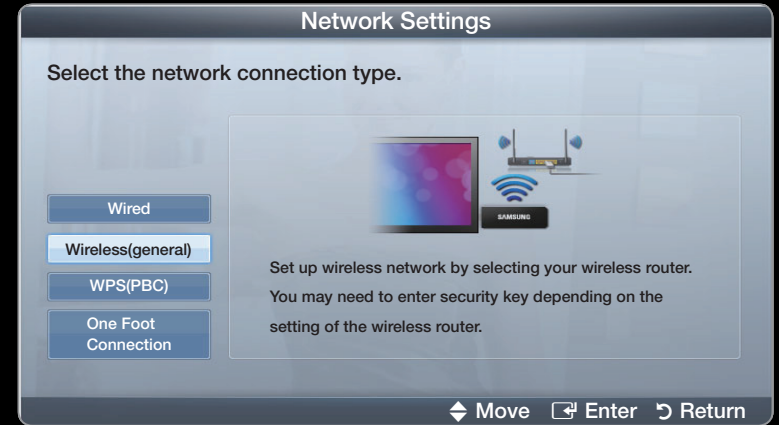 Network Settings
Select the network connection type.
Wired
Wireless(general)
WPS(PBC)
One Foot
Connection
SAMSUNG
Set up wireless network by selecting your wireless router.
You may need to enter security key depending on the
setting of the wireless router.
Move Enter Return